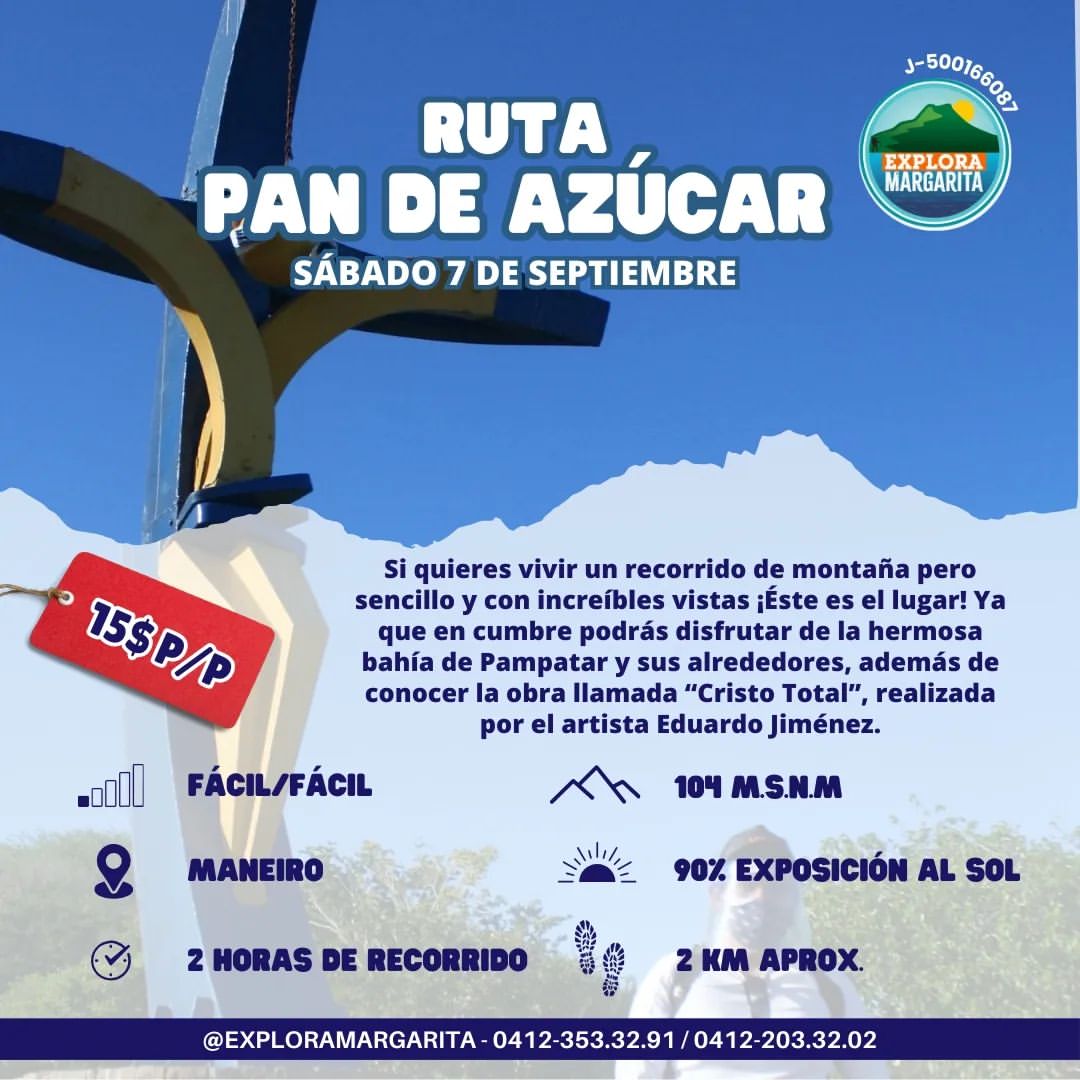 J-500166087
EXPLORA
MARGARITA
RUTA
PAN DE AZÚCAR
SÁBADO 7 DE SEPTIEMBRE
15$ P/P
Si quieres vivir un recorrido de montaña pero
sencillo y con increíbles vistas ¡Éste es el lugar! Ya
que en cumbre podrás disfrutar de la hermosa
bahía de Pampatar y sus alrededores, además de
conocer la obra llamada “Cristo Total”, realizada
por el artista Eduardo Jiménez.
FÁCIL/FÁCIL
104 M.S.N.M
MANEIRO
90% EXPOSICIÓN AL SOL
2 HORAS DE RECORRIDO
2 KM APROX.
@EXPLORAMARGARITA - 0412-353.32.91 / 0412-203.32.02